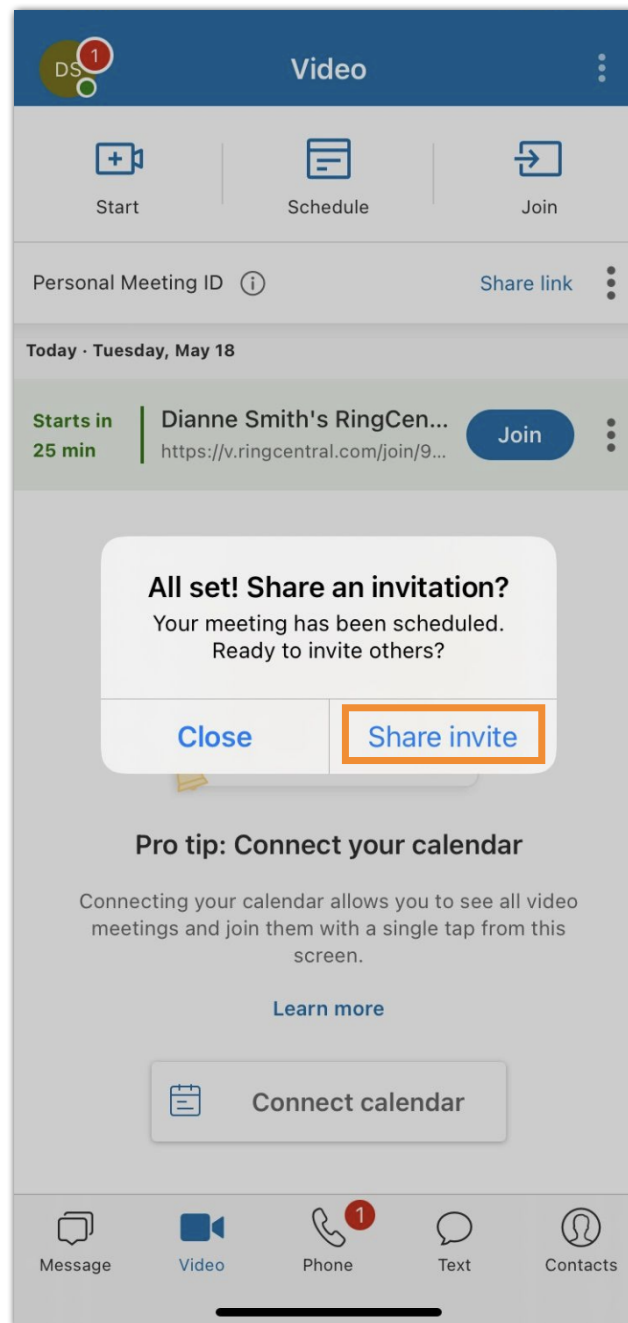 DS 1
Video
Start Schedule Join
Personal Meeting ID Share link
Today · Tuesday, May 18
Starts in
25 min
Dianne Smith's RingCen...
https://v.ringcentral.com/join/9...
Join
All set! Share an invitation?
Your meeting has been scheduled.
Ready to invite others?
Close Share invite
Pro tip: Connect your calendar
Connecting your calendar allows you to see all video
meetings and join them with a single tap from this
screen.
Learn more
Connect calendar
1
Message Video Phone Text Contacts